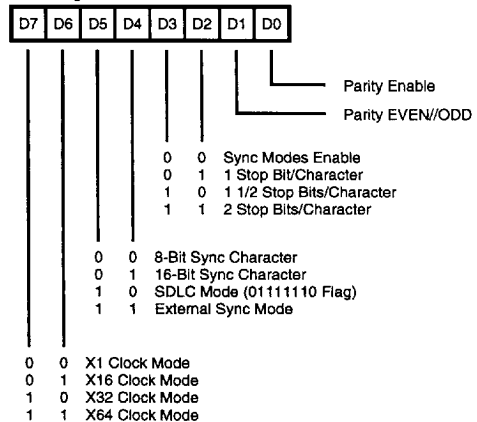 D7 D6 D5 D4 D3 D2 D1 D0
Parity Enable
Parity EVEN//ODD
0 0 Sync Modes Enable
0 1 1 Stop Bit/Character
1 0 1 1/2 Stop Bits/Character
1 1 2 Stop Bits/Character
0 0 8-Bit Sync Character
0 1 16-Bit Sync Character
1 0 SDLC Mode (01111110 Flag)
1 1 External Sync Mode
0 0 X1 Clock Mode
0 1 X16 Clock Mode
1 0 X32 Clock Mode
1 1 X64 Clock Mode